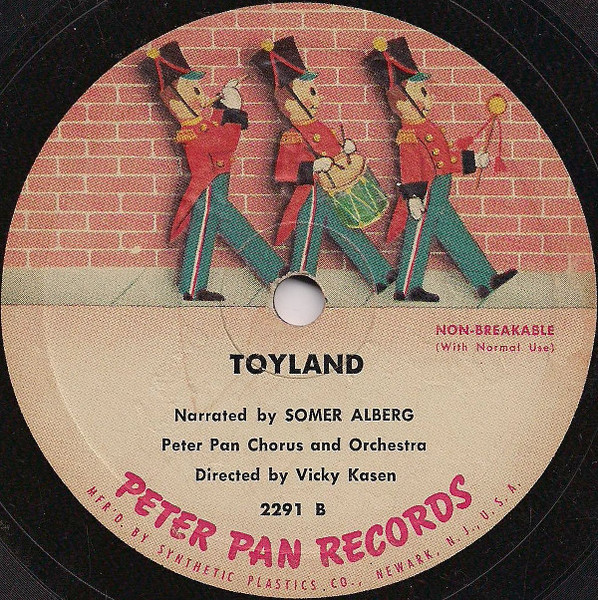 NON-BREAKABLE
(With Normal Use)
TOYLAND
Narrated by SOMER ALBERG
Peter Pan Chorus and Orchestra
Directed by Vicky Kasen
2291 B
PETER PAN RECORDS
MFR'D. BY SYNTHETIC PLASTICS CO., NEWARK, N.J., U.S.A.